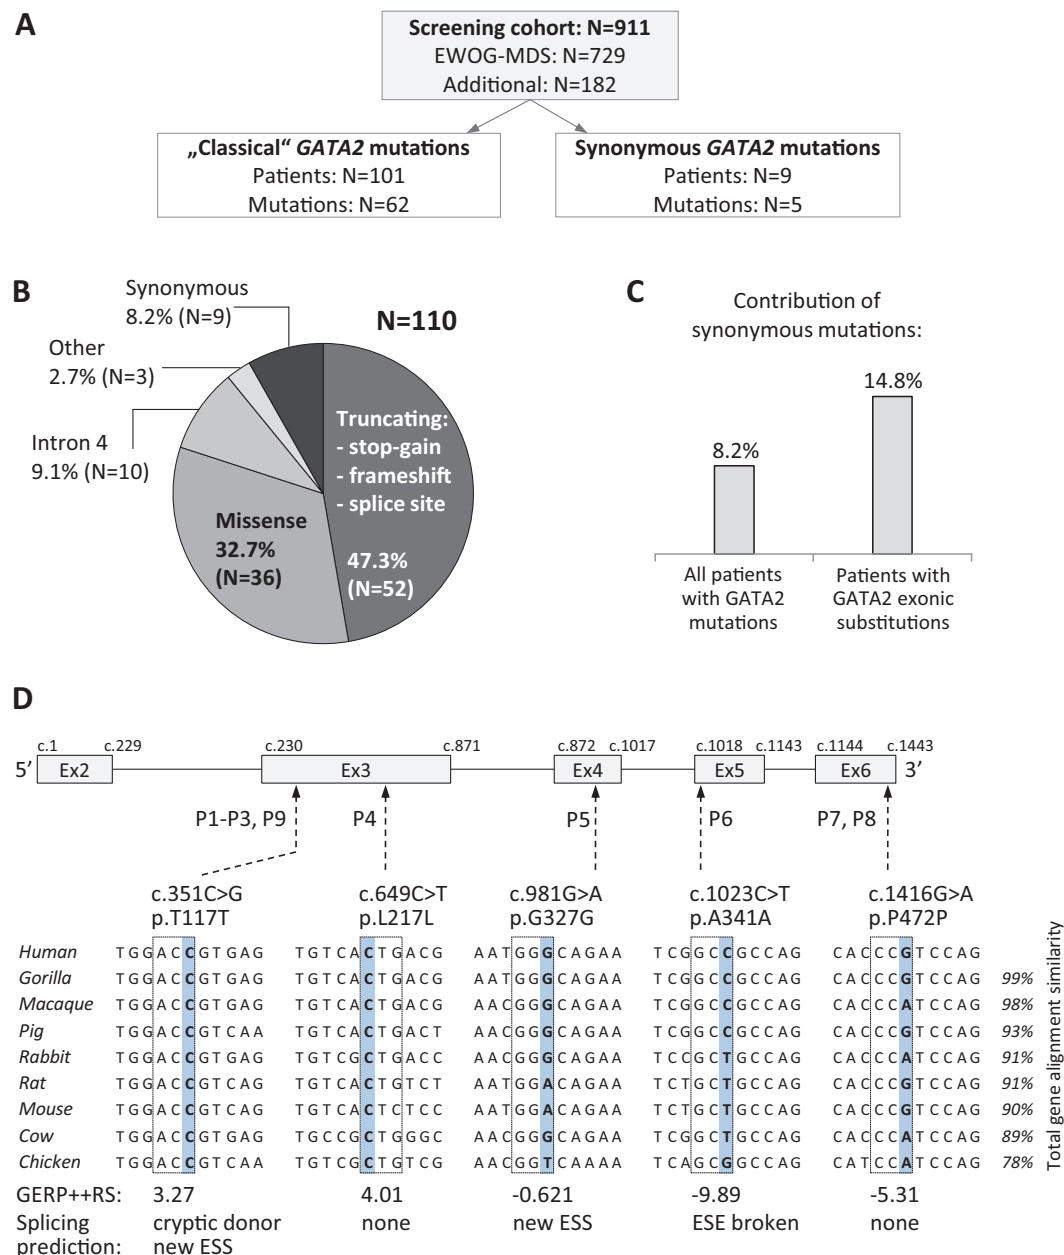 A
Screening cohort: N=911
EWOG-MDS: N=729
Additional: N=182
„Classical“ GATA2 mutations
Patients: N=101
Mutations: N=62
Synonymous GATA2 mutations
Patients: N=9
Mutations: N=5
B
N=110
Synonymous
8.2% (N=9)
Other
2.7% (N=3)
Intron 4
9.1% (N=10)
Missense
32.7%
(N=36)
Truncating:
- stop-gain
- frameshift
- splice site
47.3%
(N=52)
C
Contribution of
synonymous mutations:
8.2%
14.8%
All patients
with GATA2
mutations
Patients with
GATA2 exonic
substitutions
D
c.1 c.229 c.230 c.871 c.872 c.1017 c.1018 c.1143 c.1144 c.1443
5’ Ex2 Ex3 Ex4 Ex5 Ex6 3’
P1-P3, P9 P4 P5 P6 P7, P8
c.351C>G c.649C>T c.981G>A c.1023C>T c.1416G>A
p.T117T p.L217L p.G327G p.A341A p.P472P
Human TGGACCGTGAG TGTCACTGACG AATGGGCAGAA TCGGCCGCCAG CACCCGTCCAG
Gorilla TGGACCGTGAG TGTCACTGACG AACGGGCAGAA TCGGCCGCCAG CACCCGTCCAG 99%
Macaque TGGACCGTGAG TGTCACTGACG AACGGGCAGAA TCGGCCGCCAG CACCCATCCAG 98%
Pig TGGACCGTCAA TGTCACTGACT AACGGGCAGAA TCGGCCGCCAG CACCCGTCCAG 93%
Rabbit TGGACCGTGAG TGTCGCTGACC AACGGGCAGAA TCCGCTGCCAG CACCCATCCAG 91%
Rat TGGACCGTCAG TGTCACTGTCT AATGGACAGAA TCTGCTGCCAG CACCCGTCCAG 91%
Mouse TGGACCGTCAG TGTCACTCTCC AATGGACAGAA TCTGCTGCCAG CACCCGTCCAG 90%
Cow TGGACCGTGAG TGCCGCTGGGC AACGGGCAGAA TCGGCTGCCAG CACCCATCCAG 89%
Chicken TGGACCGTCAA TGTCGCTGTCG AACGGTCAAAA TCAGCGGCCAG CATCCATCCAG 78%
Total gene alignment similarity
GERP++RS: 3.27 4.01 -0.621 -9.89 -5.31
Splicing cryptic donor none new ESS ESE broken none
prediction: new ESS